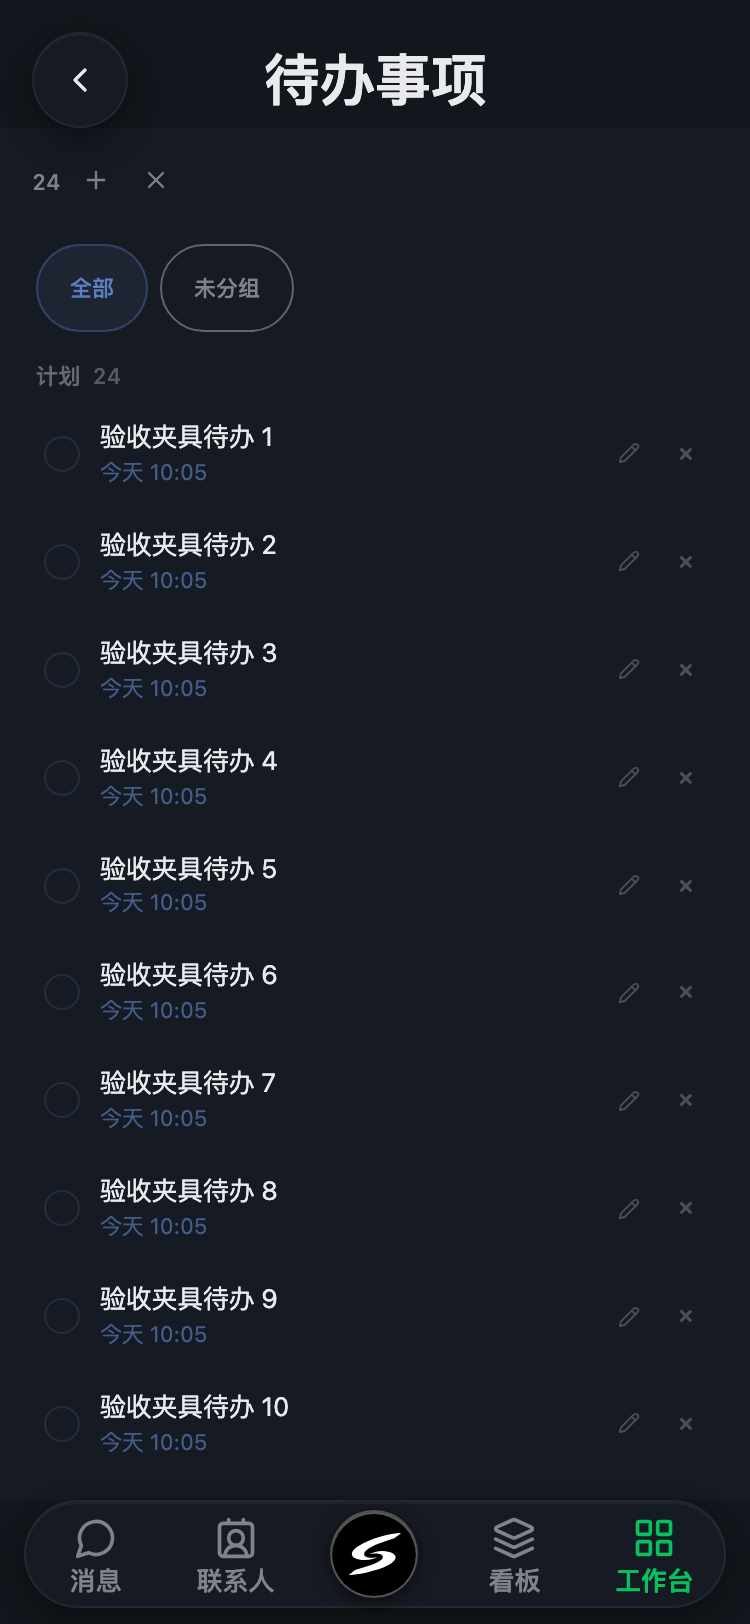 待办事项
24
全部 未分组
计划 24
验收夹具待办 1
今天 10:05
验收夹具待办 2
今天 10:05
验收夹具待办 3
今天 10:05
验收夹具待办 4
今天 10:05
验收夹具待办 5
今天 10:05
验收夹具待办 6
今天 10:05
验收夹具待办 7
今天 10:05
验收夹具待办 8
今天 10:05
验收夹具待办 9
今天 10:05
验收夹具待办 10
今天 10:05
消息 联系人 看板 工作台